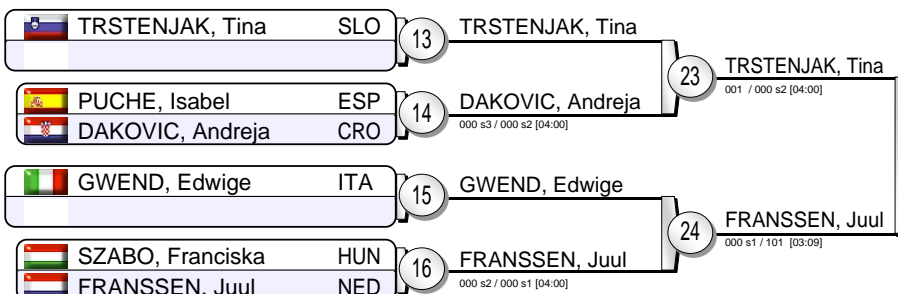 TRSTENJAK, Tina SLO
13
TRSTENJAK, Tina
PUCHE, Isabel ESP
DAKOVIC, Andreja CRO
14
DAKOVIC, Andreja
000 s3 / 000 s2 [04:00]
23
TRSTENJAK, Tina
001 / 000 s2 [04:00]
GWEND, Edwige ITA
15
GWEND, Edwige
SZABO, Franciska HUN
FRANSSEN, Juul NED
16
FRANSSEN, Juul
000 s2 / 000 s1 [04:00]
24
FRANSSEN, Juul
000 s1 / 101 [03:09]